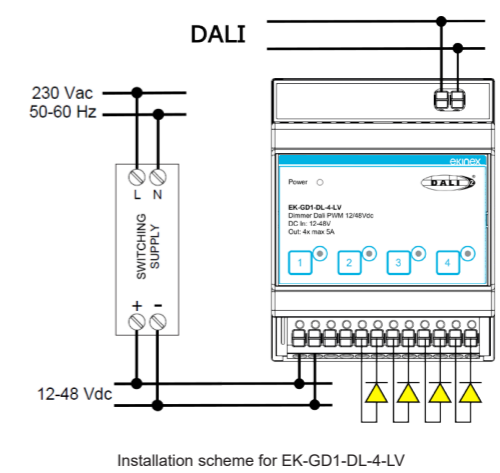 DALI
230 Vac
50-60 Hz
L N
SWITCHING
SUPPLY
+ -
12-48 Vdc
ekinex
Power
DALI 2
EK-GD1-DL-4-LV
Dimmer Dali PWM 12/48Vdc
DC In: 12-48V
Out: 4x max 5A
1 2 3 4
Installation scheme for EK-GD1-DL-4-LV